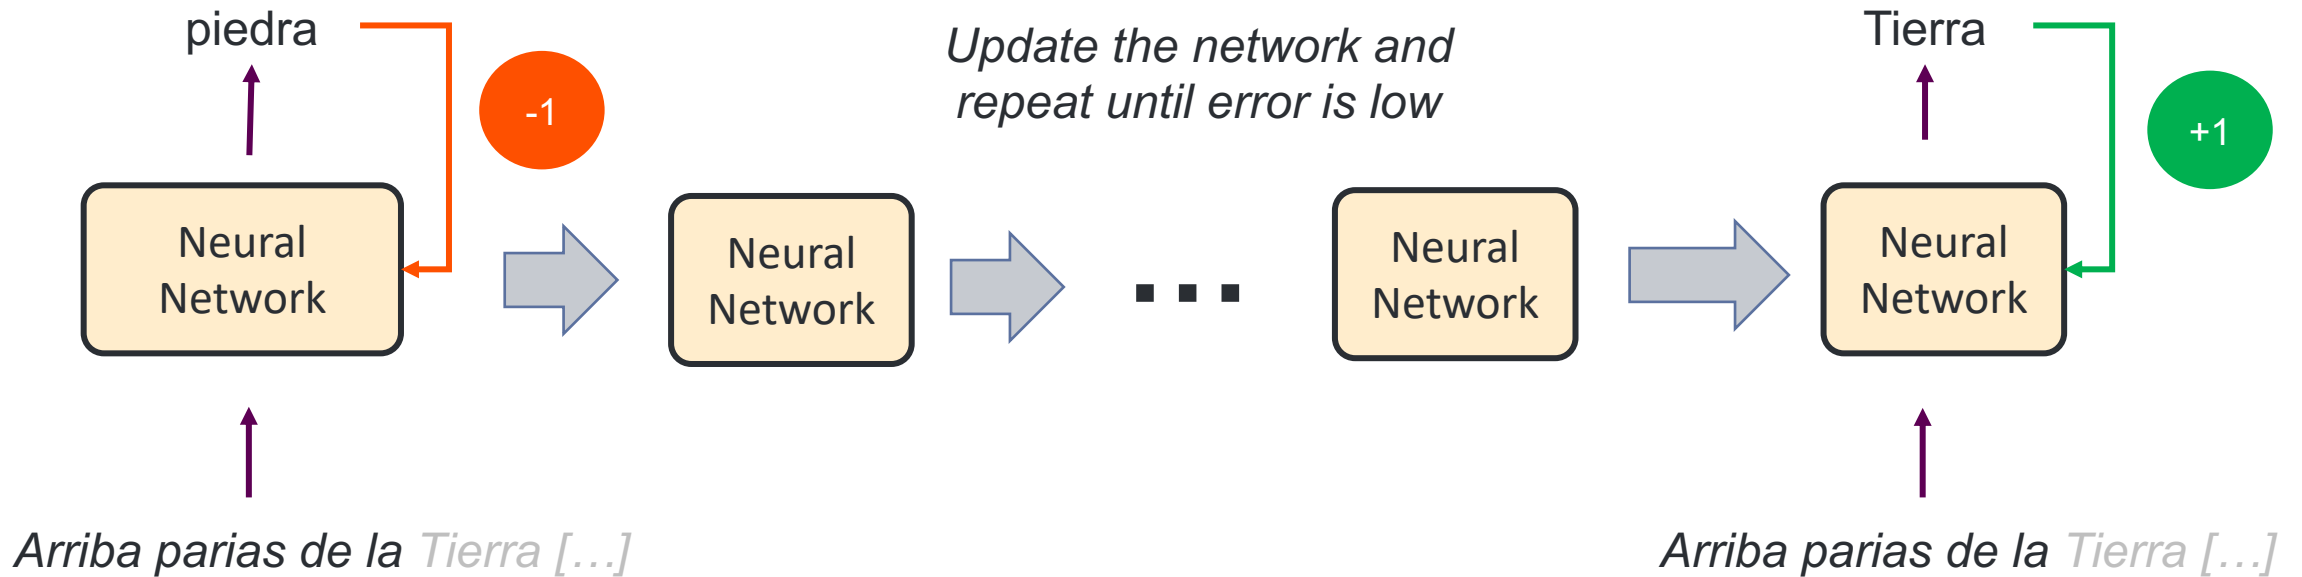 piedra
-1
Update the network and
repeat until error is low
Tierra
+1
Neural
Network
Neural
Network
...
Neural
Network
Neural
Network
Arriba parias de la Tierra […]
Arriba parias de la Tierra […]